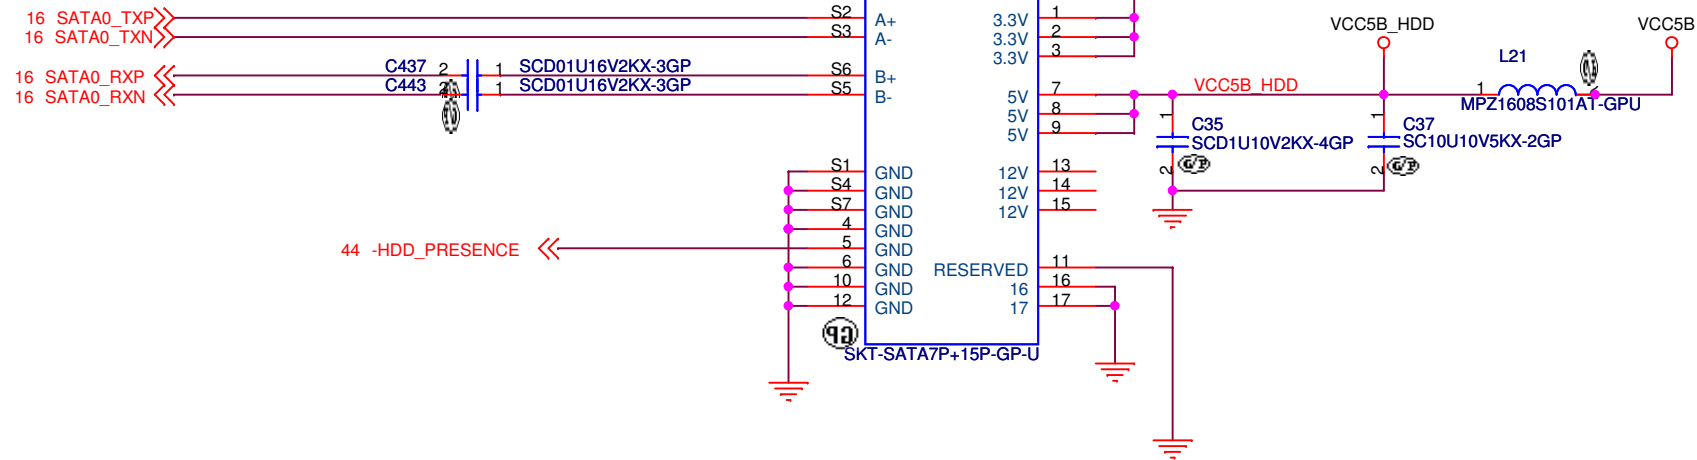 16 SATA0_TXP S2 A+ 3.3V 1 VCC5B_HDD VCC5B
16 SATA0_TXN S3 A- 3.3V 2
3.3V 3
L21
16 SATA0_RXP C437 2 1 SCD01U16V2KX-3GP S6 B+
16 SATA0_RXN C443 2 1 SCD01U16V2KX-3GP S5 B- 5V 7 VCC5B_HDD 1 2
MPZ1608S101AT-GPU
5V 8
5V 9
1 C35 1 C37
SCD1U10V2KX-4GP SC10U10V5KX-2GP
2 G/P 2 G/P
S1 GND 12V 13
S4 GND 12V 14
S7 GND 12V 15
4 GND
44 -HDD_PRESENCE 5 GND
6 GND RESERVED 11
10 GND 16 16
12 GND 17 17
GP
SKT-SATA7P+15P-GP-U